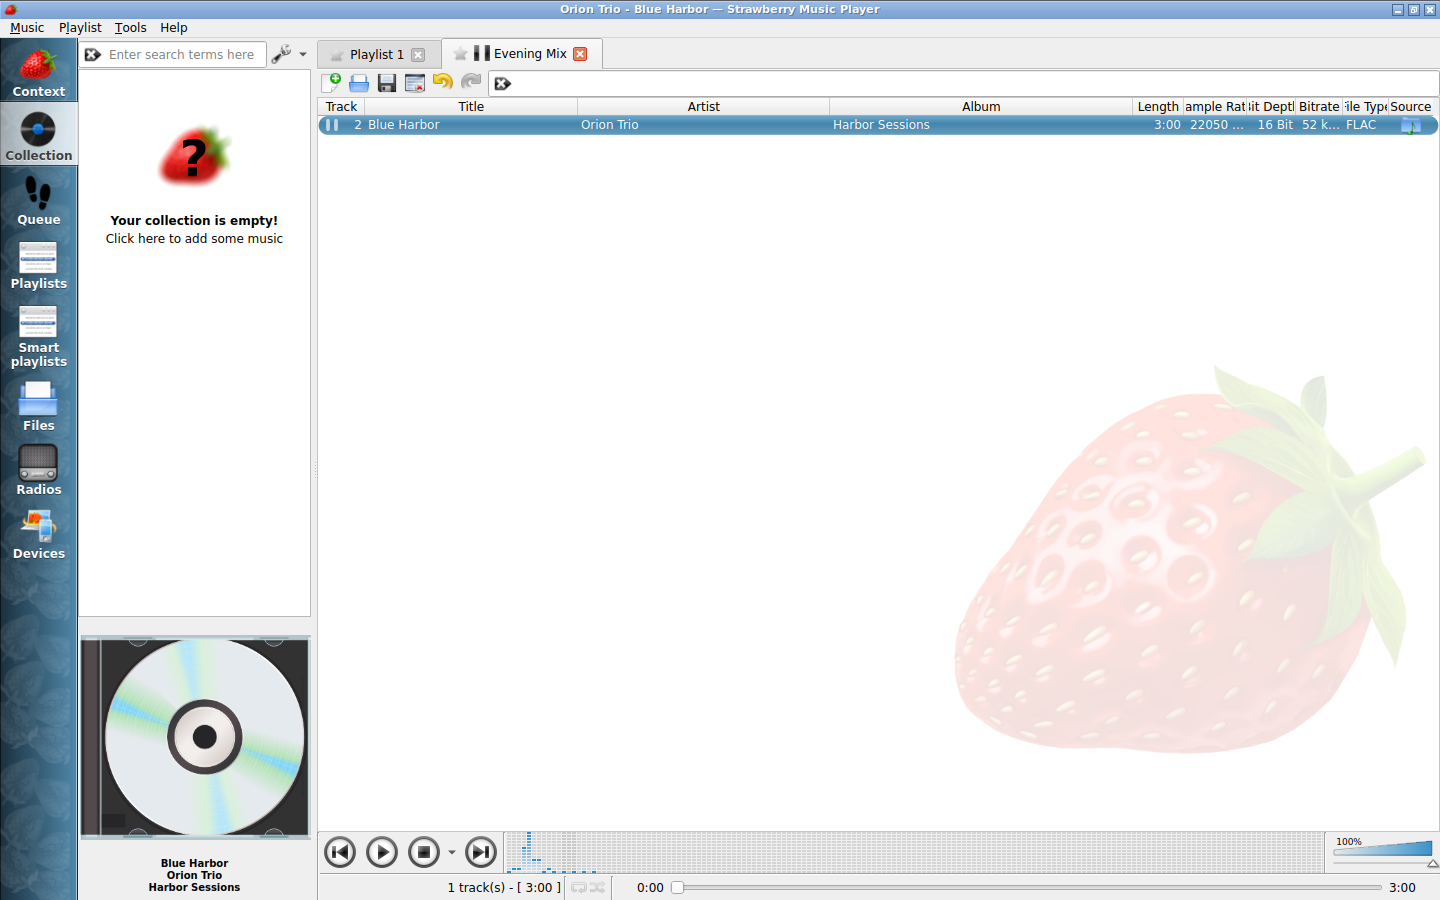 Orion Trio - Blue Harbor — Strawberry Music Player
Music Playlist Tools Help
Context
Collection
Queue
Playlists
Smart
playlists
Files
Radios
Devices
Enter search terms here
?
Your collection is empty!
Click here to add some music
Blue Harbor
Orion Trio
Harbor Sessions
Playlist 1
Evening Mix
Track Title Artist Album Length ample Rat it Dept Bitrate ile Type Source
2 Blue Harbor Orion Trio Harbor Sessions 3:00 22050 ... 16 Bit 52 k... FLAC
100%
1 track(s) - [ 3:00 ]
0:00
3:00